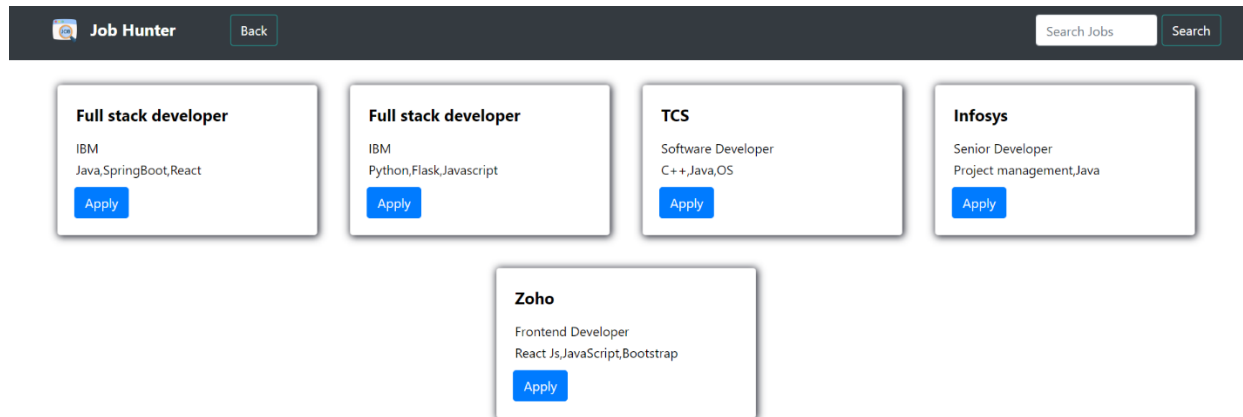 Job Hunter
Back
Search Jobs
Search
Full stack developer
IBM
Java,SpringBoot,React
Apply
Full stack developer
IBM
Python,Flask,Javascript
Apply
TCS
Software Developer
C++,Java,OS
Apply
Infosys
Senior Developer
Project management,Java
Apply
Zoho
Frontend Developer
React Js,JavaScript,Bootstrap
Apply